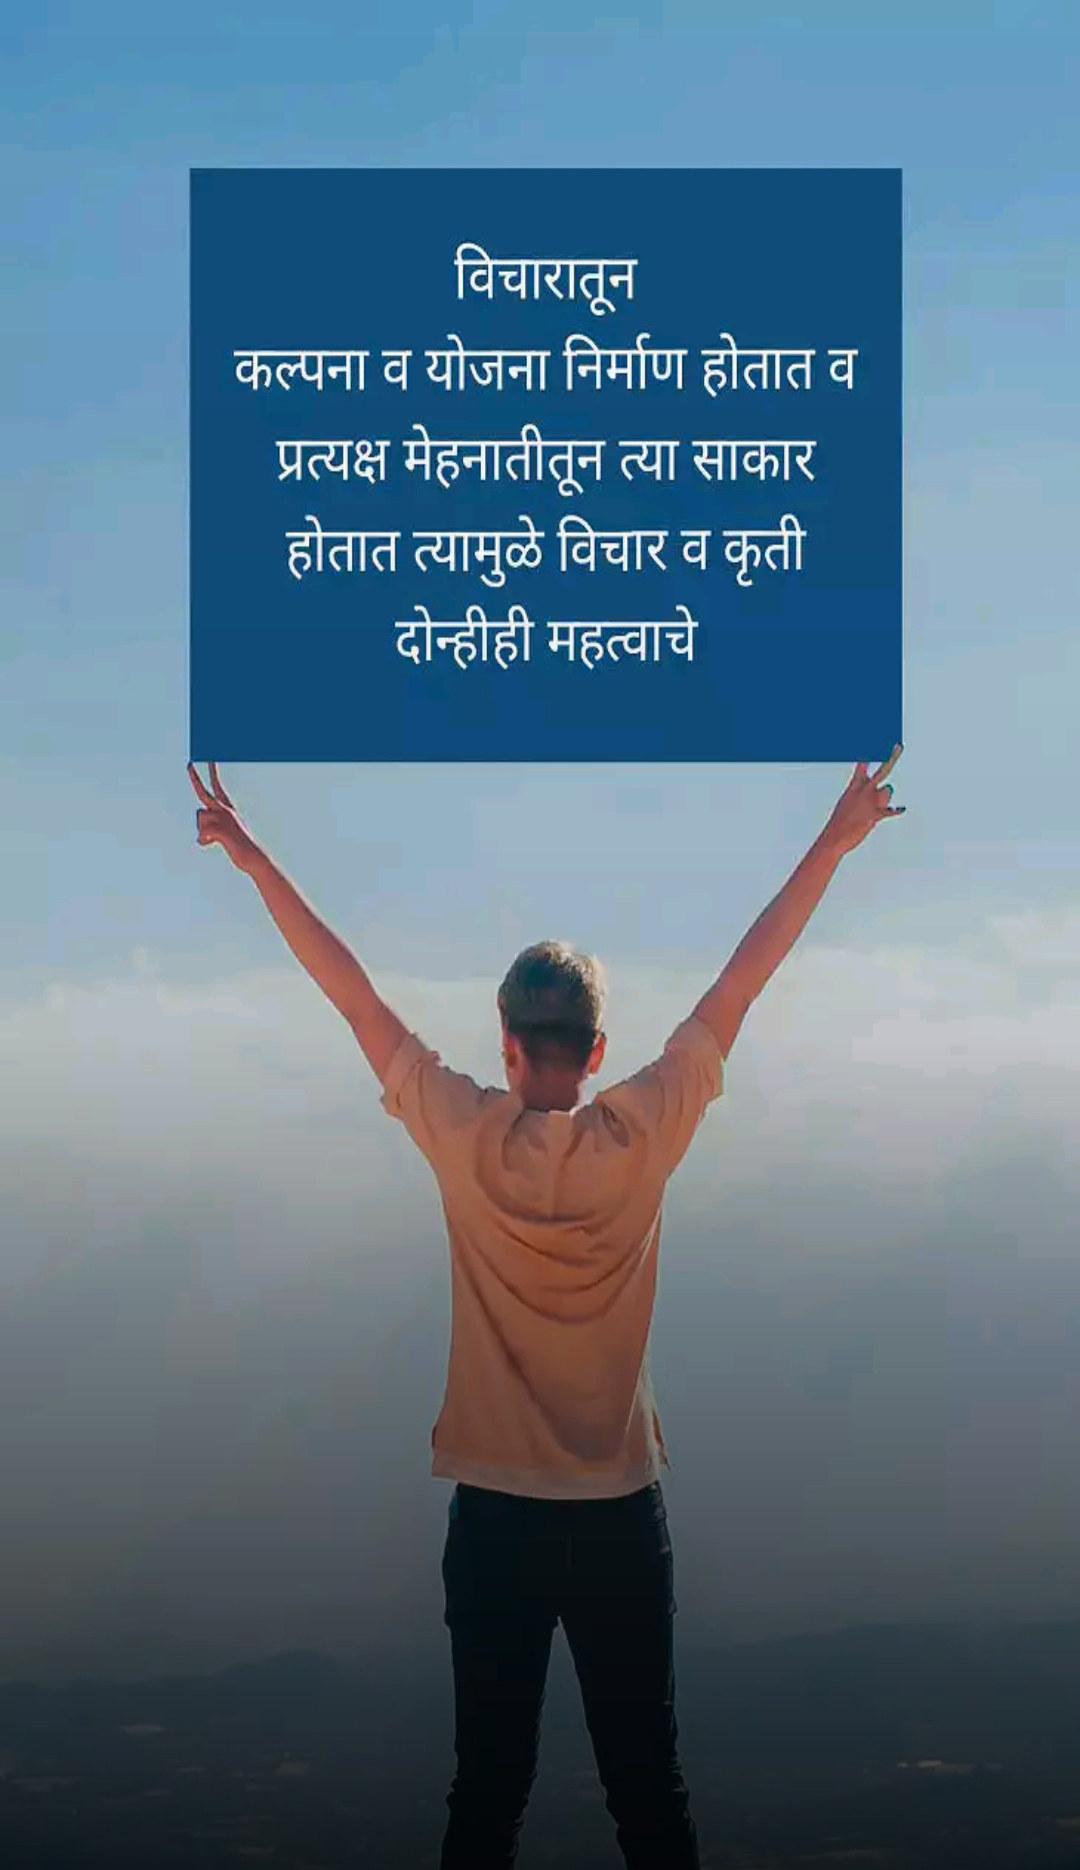 विचारातून
कल्पना व योजना निर्माण होतात व
प्रत्यक्ष मेहनातीतून त्या साकार
होतात त्यामुळे विचार व कृती
दोन्हीही महत्वाचे